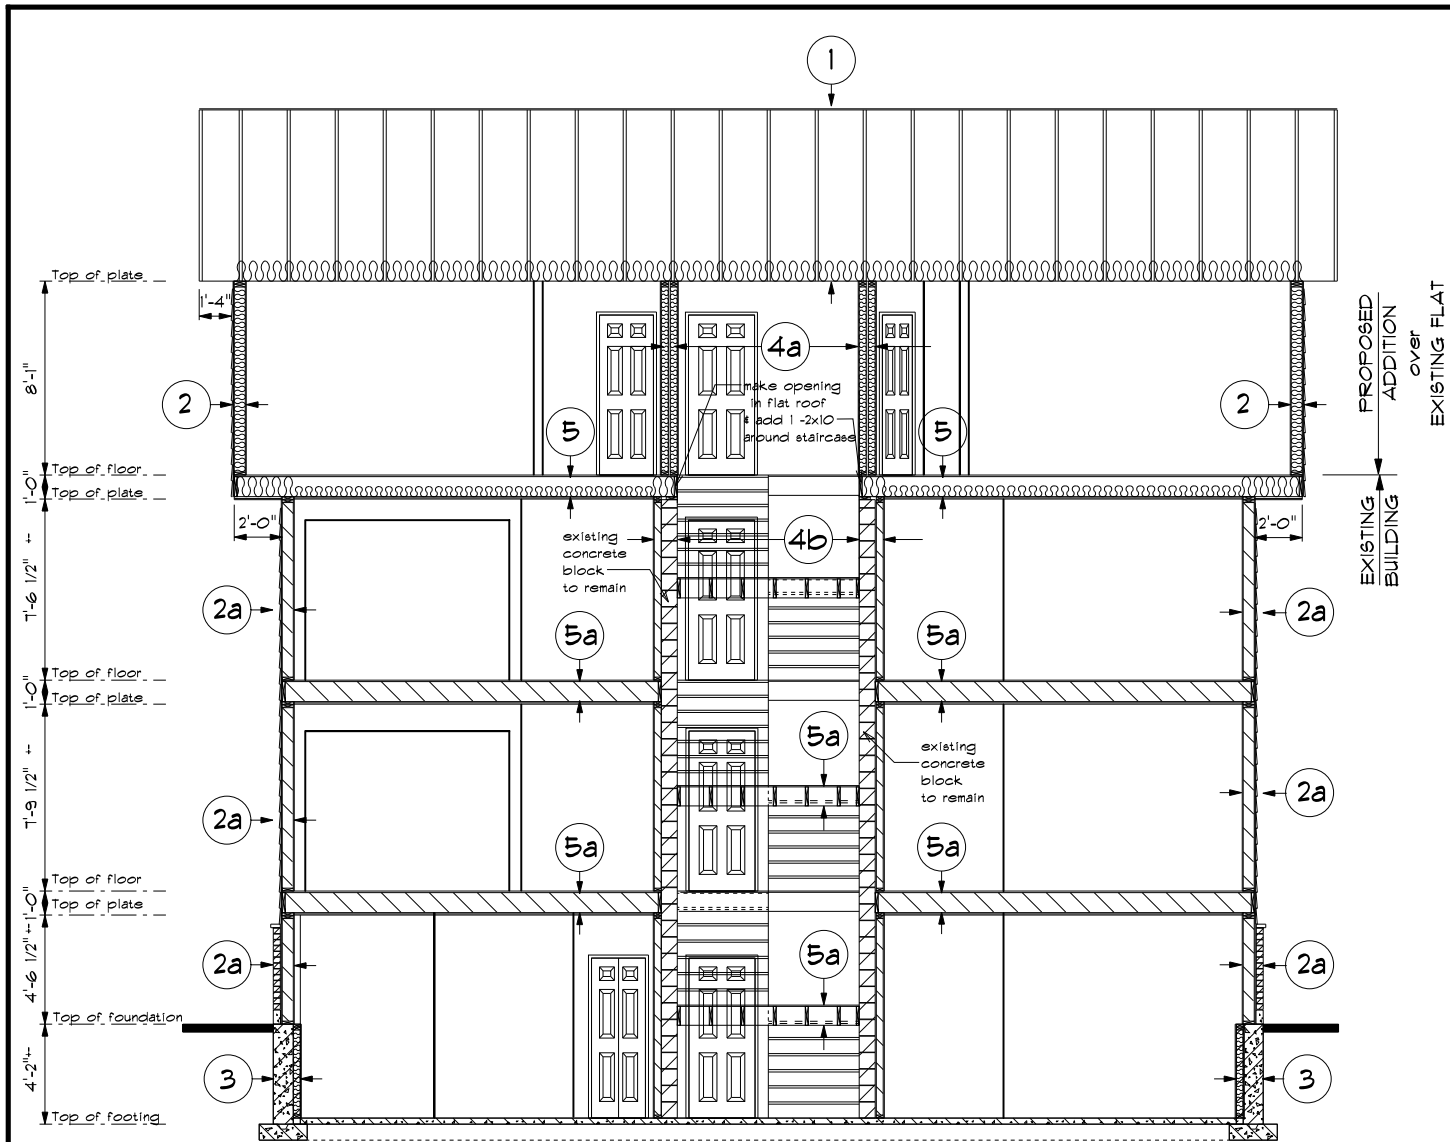 1
Top of plate
1'-4"
8'-1"
2
4a
2
make opening
in flat roof
& add 1 -2x10
around staircase
5
5
PROPOSED
ADDITION
over
EXISTING FLAT
Top of floor
1'-0"
Top of plate
2'-0"
2'-0"
EXISTING
BUILDING
existing
concrete
block
to remain
4b
7'-6 1/2" +-
2a
2a
5a
5a
Top of floor
1'-0"
Top of plate
5a
existing
concrete
block
to remain
7'-9 1/2" +-
2a
2a
5a
5a
Top of floor
1'-0"
Top of plate
4'-6 1/2" +-
2a
5a
2a
Top of foundation
4'-2"+-
3
3
Top of footing